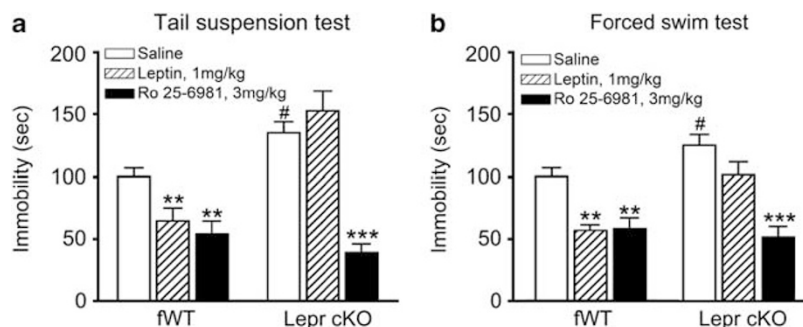 a
Tail suspension test
Immobility (sec)
200
150
100
50
0
Saline
Leptin, 1mg/kg
Ro 25-6981, 3mg/kg
**
**
#
***
fWT
Lepr cKO
b
Forced swim test
Immobility (sec)
200
150
100
50
0
Saline
Leptin, 1mg/kg
Ro 25-6981, 3mg/kg
**
**
#
***
fWT
Lepr cKO